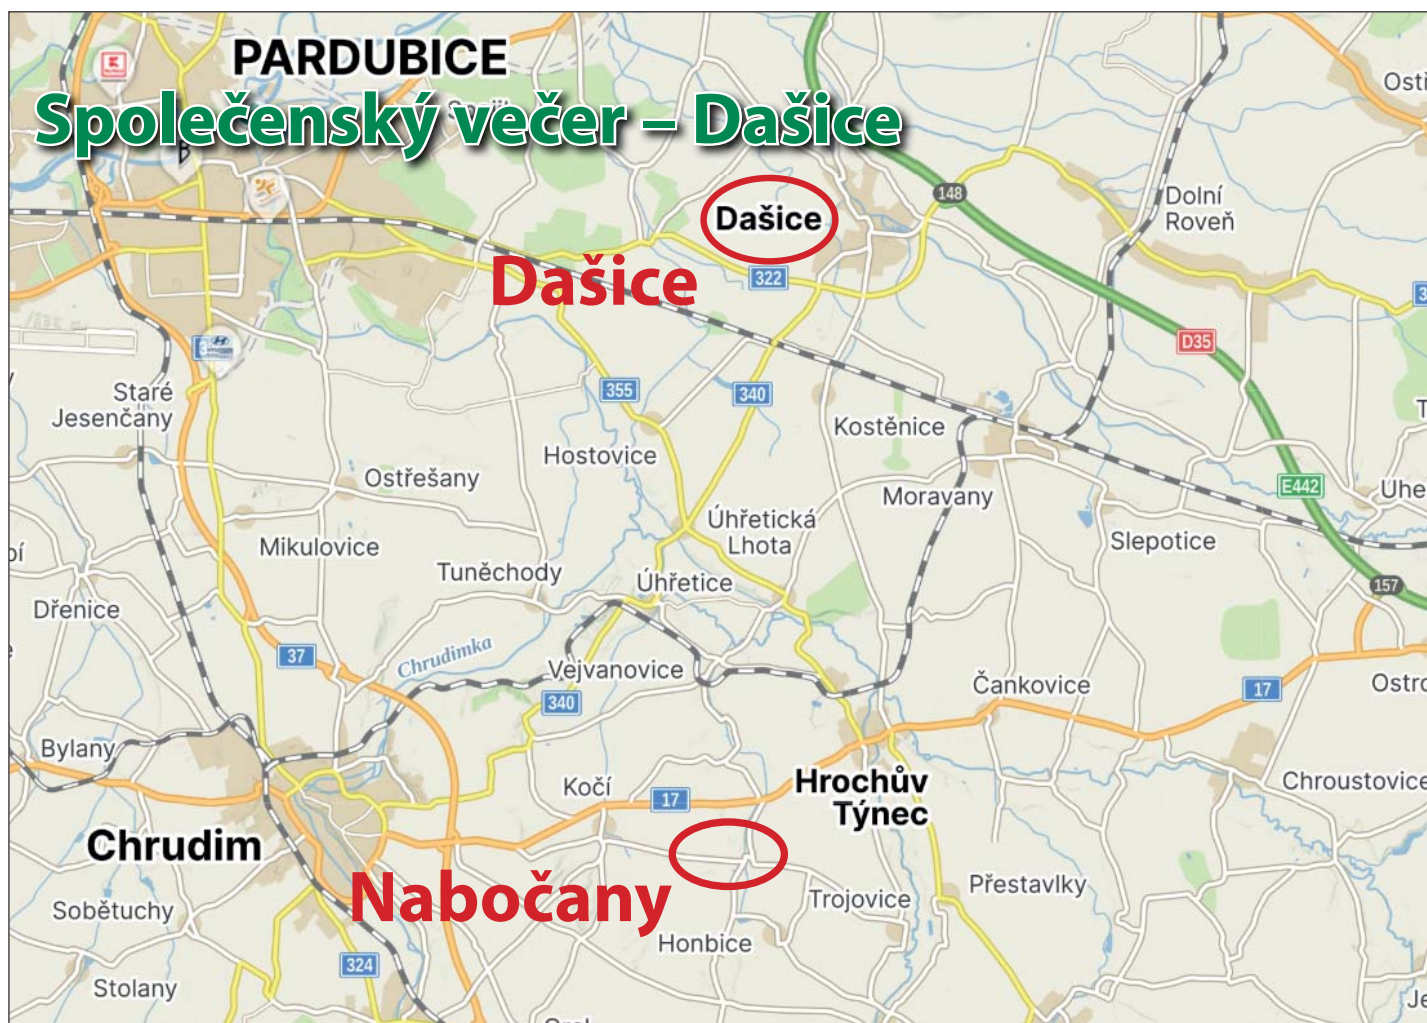 PARDUBICE
Společenský večer – Dašice
148
Dolní
Roveň
Dašice
Dašice
322
D35
Staré
Jesenčany
355
340
Kostěnice
Hostovice
Ostřešany
E442
Moravany
Úhřetická
Lhota
Mikulovice
Slepotice
Tuněchody
Úhřetice
157
Dřenice
37
Chrudimka
Vejvanovice
Čankovice
17
340
Bylany
Kočí
17
Hrochův
Týnec
Chroustovice
Chrudim
Nabočany
Přestavlky
Trojovice
Sobětuchy
Honbice
324
Stolany